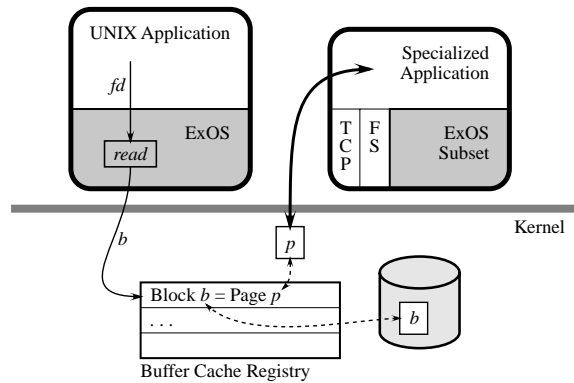 UNIX Application
fd
ExOS
read
Specialized
Application
T
C
P
F
S
ExOS
Subset
Kernel
b
p
Block b = Page p
. . .
b
Buffer Cache Registry